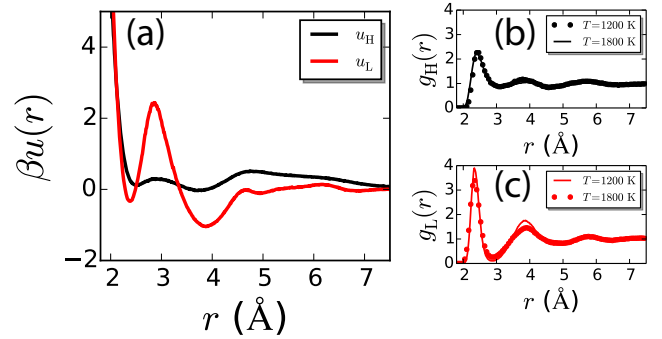 (a)
u_H
u_L
βu(r)
4
2
0
−2
2 3 4 5 6 7
r (Å)
(b)
T=1200 K
T=1800 K
g_H(r)
4
3
2
1
0
2 3 4 5 6 7
r (Å)
(c)
T=1200 K
T=1800 K
g_L(r)
4
3
2
1
0
2 3 4 5 6 7
r (Å)